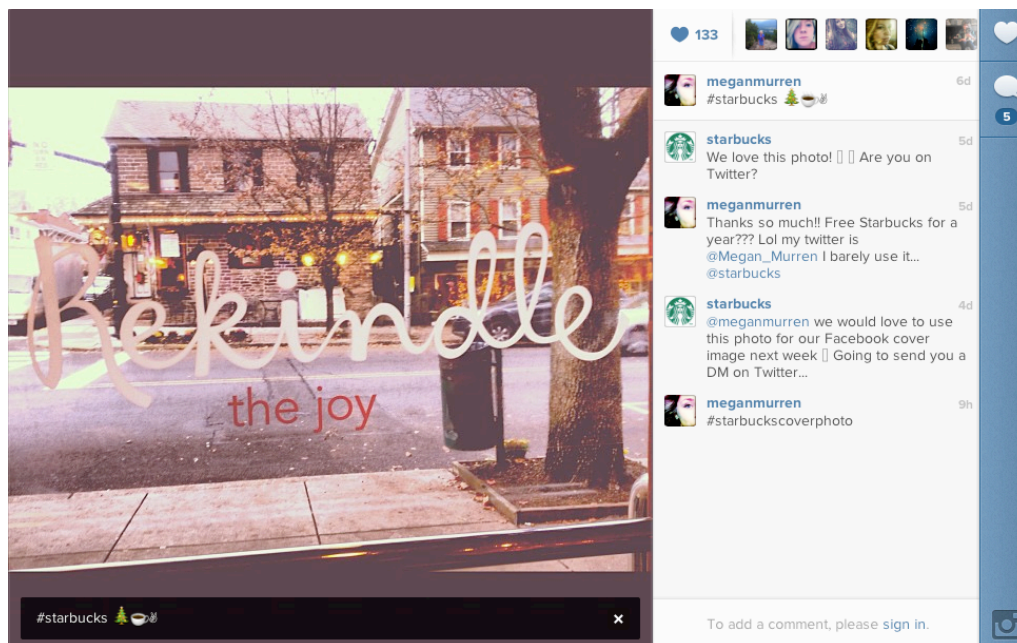 133
meganmurren 6d
#starbucks 🎄☕✌
starbucks 5d
We love this photo! Are you on
Twitter?
meganmurren 5d
Thanks so much!! Free Starbucks for a
year??? Lol my twitter is
@Megan_Murren I barely use it...
@starbucks
starbucks 4d
@meganmurren we would love to use
this photo for our Facebook cover
image next week Going to send you a
DM on Twitter...
meganmurren 9h
#starbuckscoverphoto
To add a comment, please sign in.
5
Rekindle
the joy
#starbucks 🎄☕✌ ×